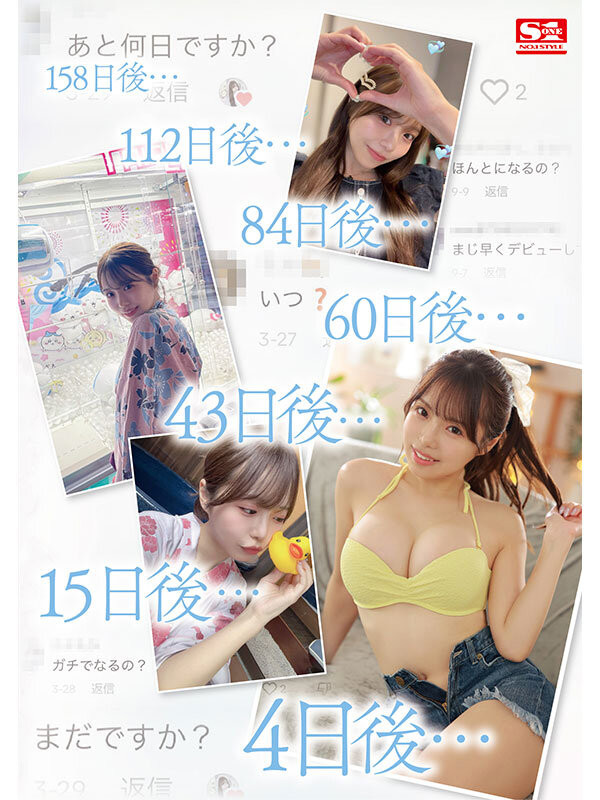 S1
ONE
NO.1 STYLE
あと何日ですか？
158日後…
3-29 返信
2
112日後…
ほんとになるの？
9-9 返信
84日後…
まじ早くデビューし
9-7 返信
いつ❓
60日後…
3-27
43日後…
15日後…
ガチでなるの？
3-28 返信
2
まだですか？
4日後…
3-29 返信